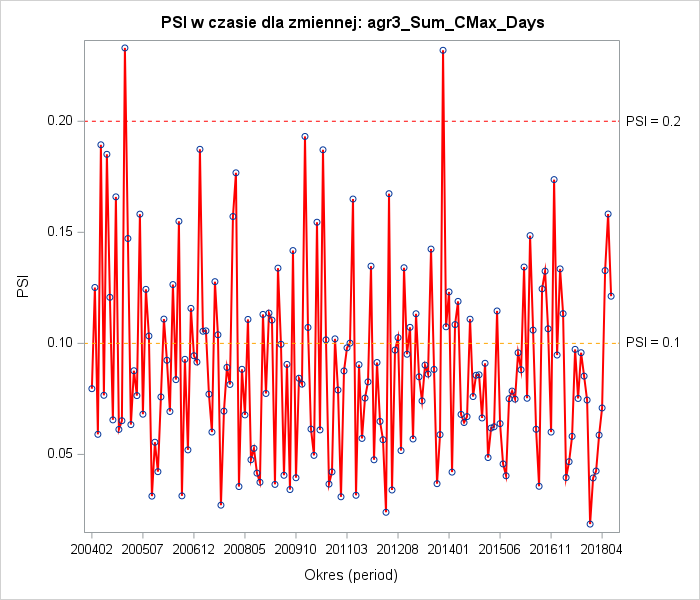 PSI w czasie dla zmiennej: agr3_Sum_CMax_Days
0.20
PSI = 0.2
0.15
PSI
0.10
PSI = 0.1
0.05
200402 200507 200612 200805 200910 201103 201208 201401 201506 201611 201804
Okres (period)